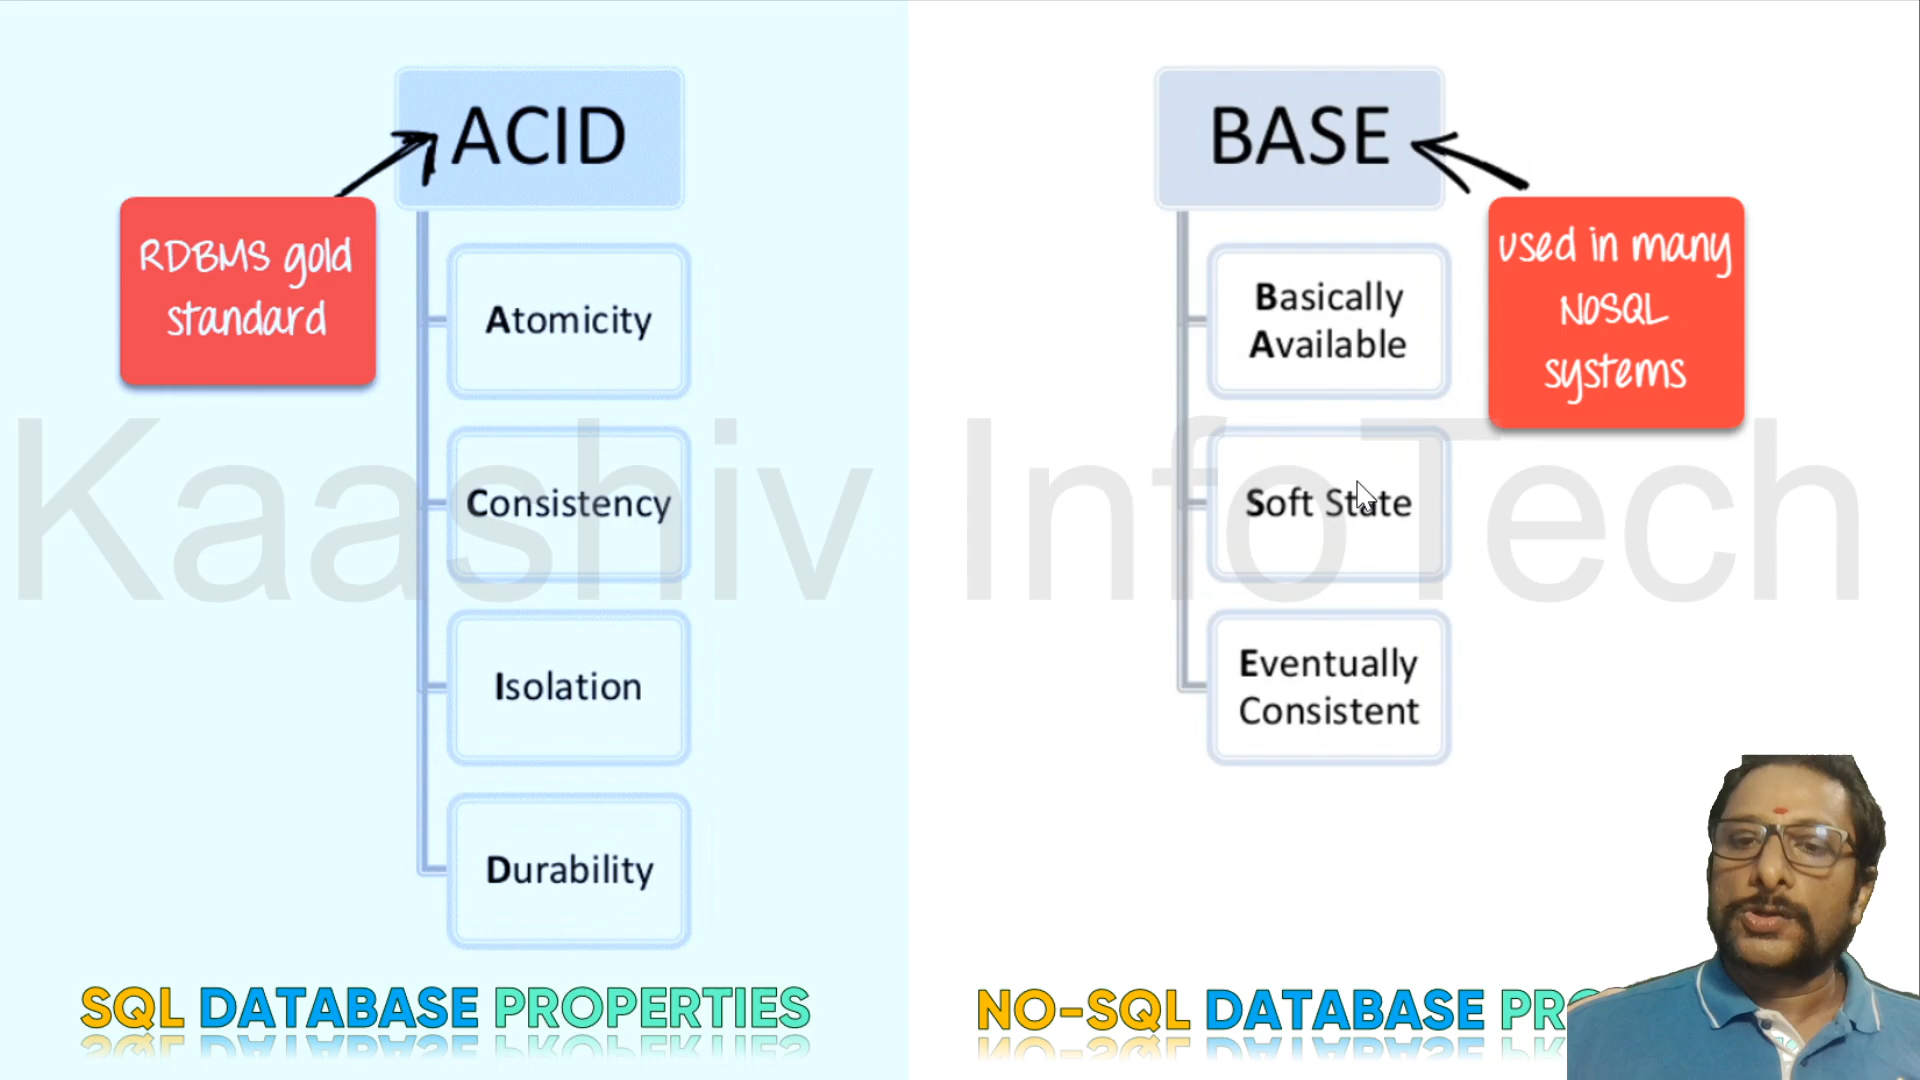 ACID
RDBMS gold
standard
Atomicity
Consistency
Isolation
Durability
SQL DATABASE PROPERTIES
BASE
used in many
NoSQL
systems
Basically
Available
Soft State
Eventually
Consistent
NO-SQL DATABASE
Kaashiv InfoTech